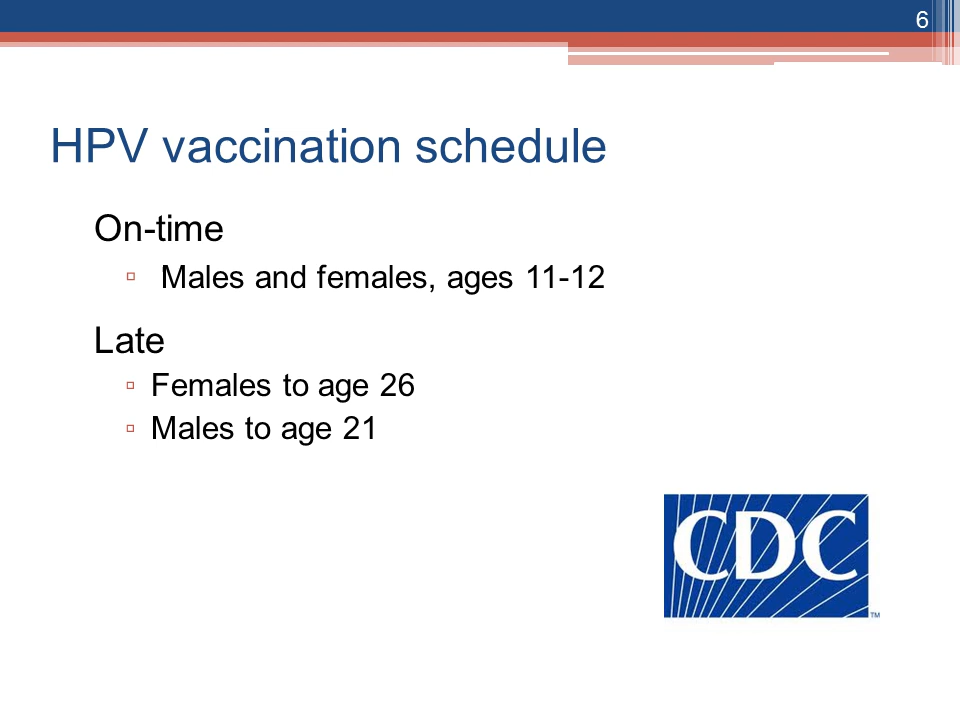 6
HPV vaccination schedule
On-time
▫ Males and females, ages 11-12
Late
▫ Females to age 26
▫ Males to age 21
CDC
TM